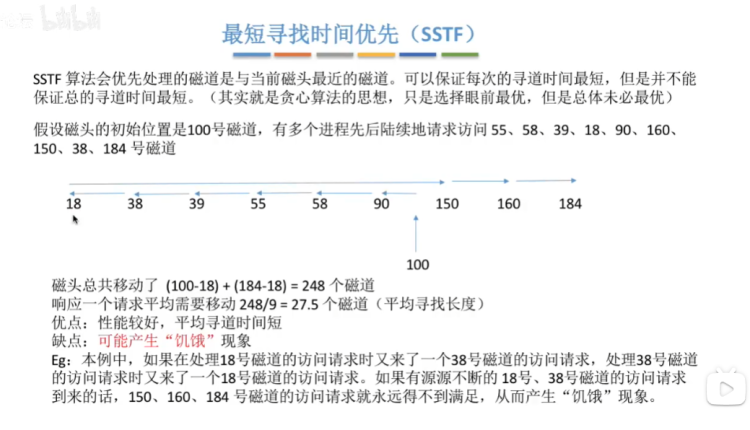 最短寻找时间优先（SSTF）
SSTF 算法会优先处理的磁道是与当前磁头最近的磁道。可以保证每次的寻道时间最短，但是并不能
保证总的寻道时间最短。（其实就是贪心算法的思想，只是选择眼前最优，但是总体未必最优）
假设磁头的初始位置是100号磁道，有多个进程先后陆续地请求访问 55、58、39、18、90、160、
150、38、184 号磁道
18 38 39 55 58 90 150 160 184
100
磁头总共移动了 (100-18) + (184-18) = 248 个磁道
响应一个请求平均需要移动 248/9 = 27.5 个磁道（平均寻找长度）
优点：性能较好，平均寻道时间短
缺点：可能产生“饥饿”现象
Eg：本例中，如果在处理18号磁道的访问请求时又来了一个38号磁道的访问请求，处理38号磁道
的访问请求时又来了一个18号磁道的访问请求。如果有源源不断的 18号、38号磁道的访问请求
到来的话，150、160、184 号磁道的访问请求就永远得不到满足，从而产生“饥饿”现象。